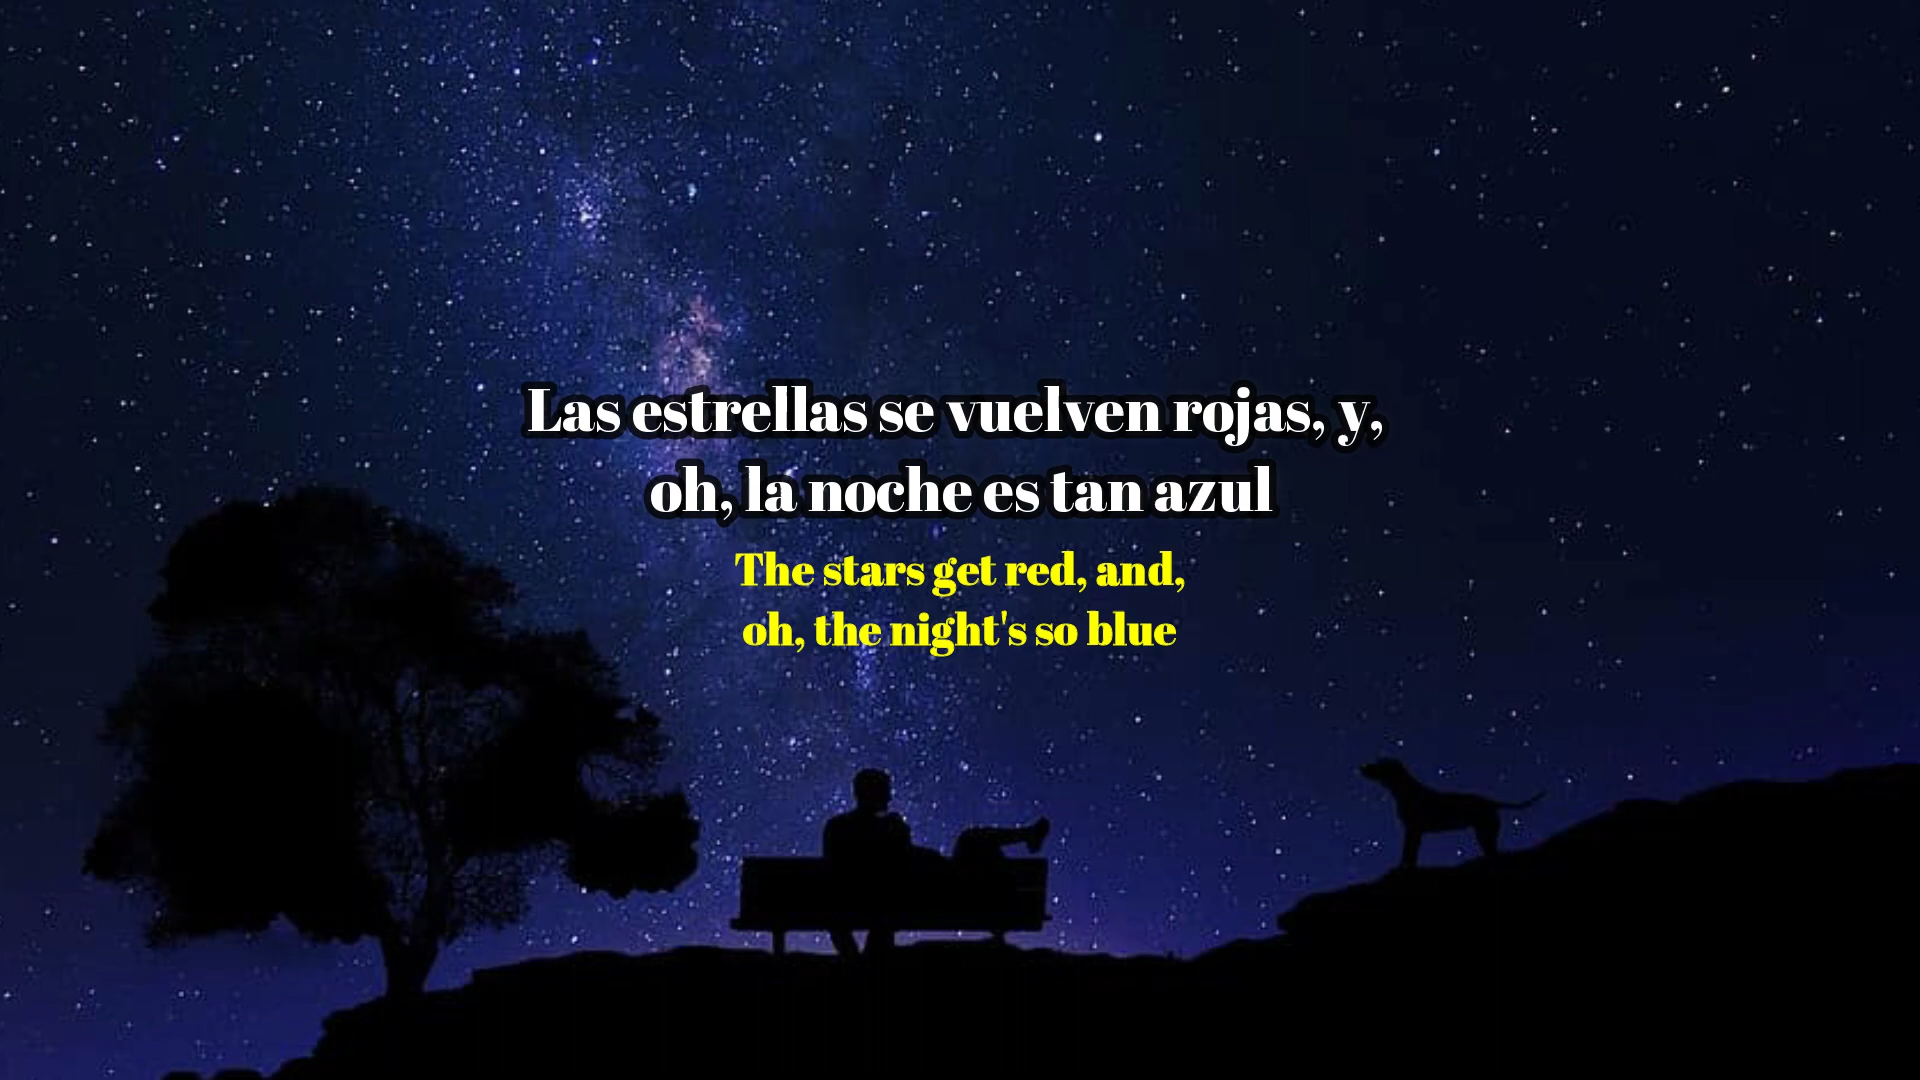 Las estrellas se vuelven rojas, y,
oh, la noche es tan azul
The stars get red, and,
oh, the night's so blue